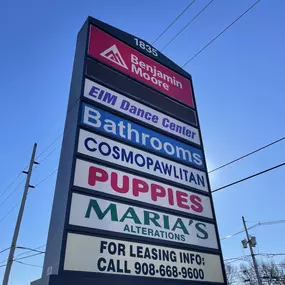 1835
Benjamin
Moore
EIM Dance Center
Bathrooms
COSMOPAWLITAN
PUPPIES
MARIA'S
ALTERATIONS
FOR LEASING INFO:
CALL 908-668-9600